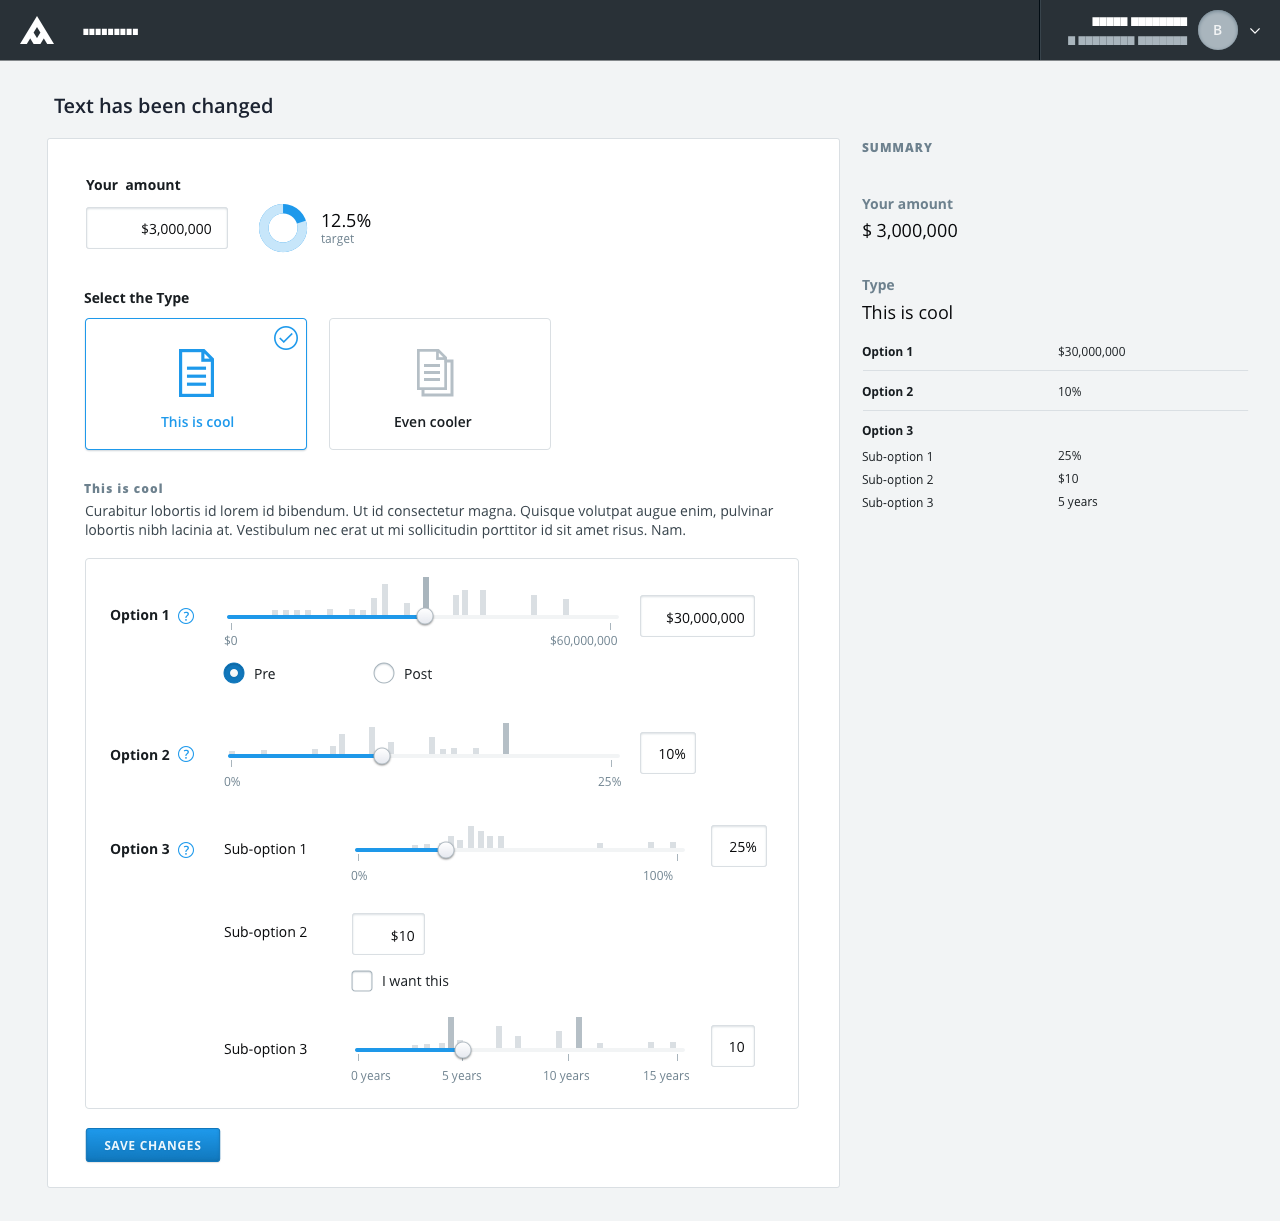 B
Text has been changed
Your amount
$3,000,000
12.5%
target
Select the Type
This is cool
Even cooler
This is cool
Curabitur lobortis id lorem id bibendum. Ut id consectetur magna. Quisque volutpat augue enim, pulvinar
lobortis nibh lacinia at. Vestibulum nec erat ut mi sollicitudin porttitor id sit amet risus. Nam.
Option 1 ?
$0 $60,000,000
$30,000,000
Pre Post
Option 2 ?
0% 25%
10%
Option 3 ? Sub-option 1
0% 100%
25%
Sub-option 2 $10
I want this
Sub-option 3
0 years 5 years 10 years 15 years
10
SAVE CHANGES
SUMMARY
Your amount
$ 3,000,000
Type
This is cool
Option 1 $30,000,000
Option 2 10%
Option 3
Sub-option 1 25%
Sub-option 2 $10
Sub-option 3 5 years